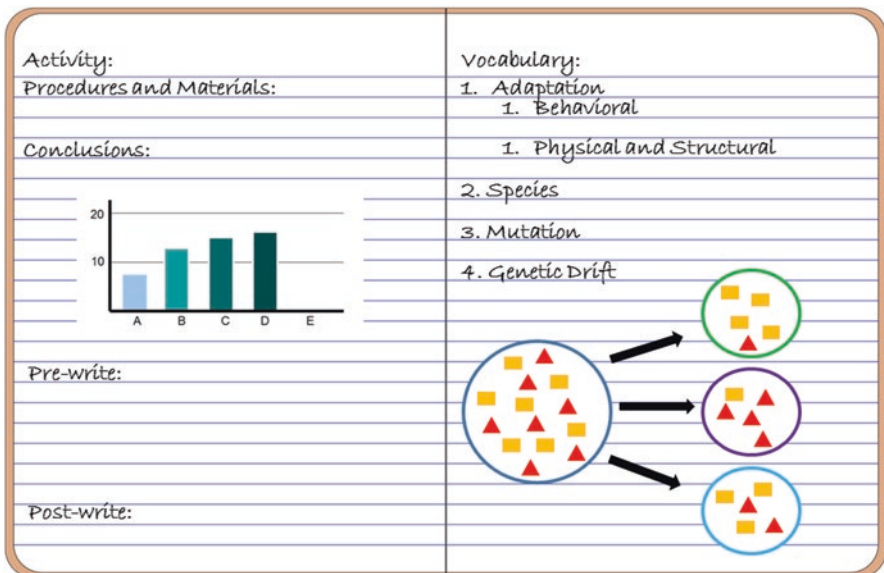 Activity:
Procedures and Materials:
Conclusions:
20
10
A B C D E
Pre-write:
Post-write:
Vocabulary:
1. Adaptation
1. Behavioral
1. Physical and Structural
2. Species
3. Mutation
4. Genetic Drift